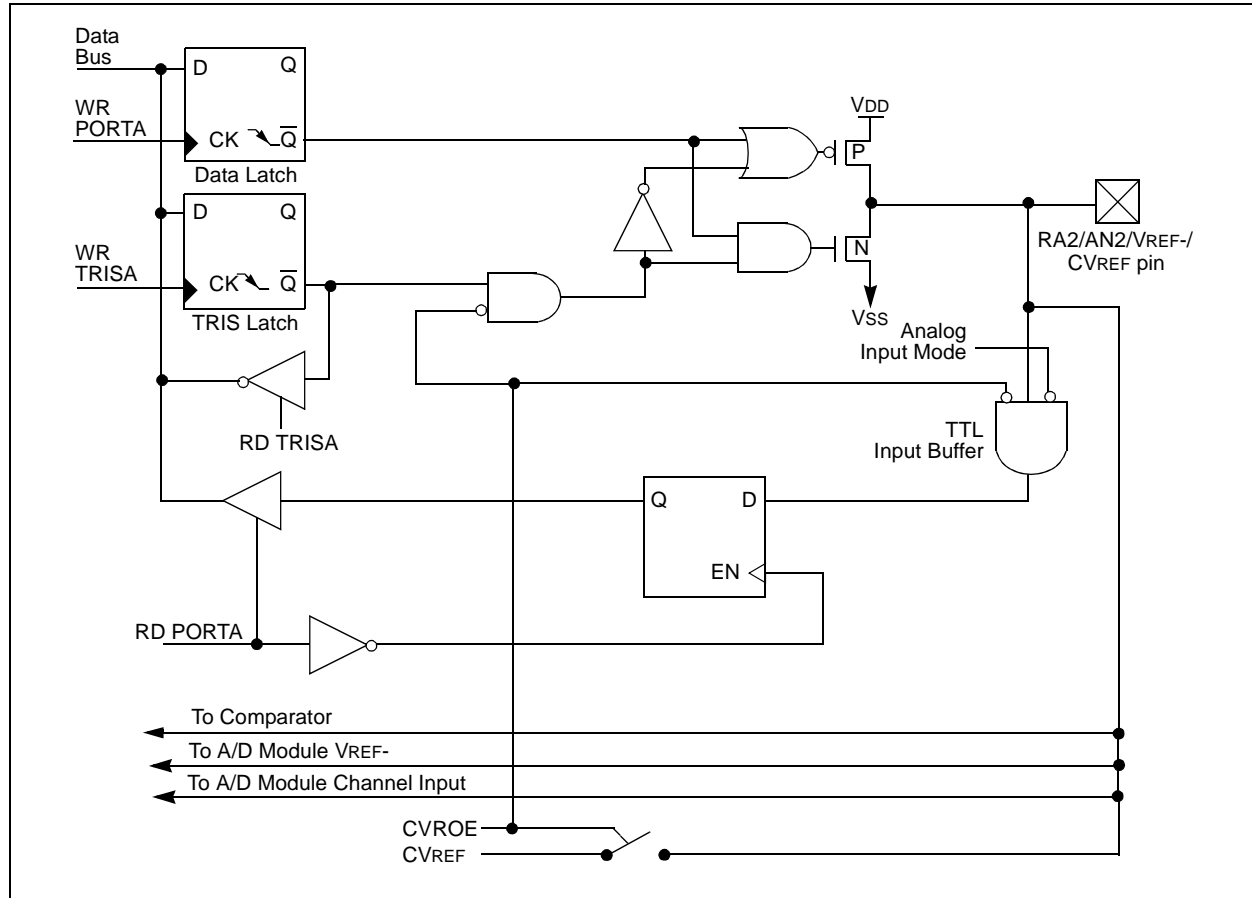 Data
Bus
D
Q
WR
PORTA
CK
Q
Data Latch
VDD
P
D
Q
WR
TRISA
CK
Q
TRIS Latch
N
VSS
RA2/AN2/VREF-/
CVREF pin
Analog
Input Mode
RD TRISA
TTL
Input Buffer
Q
D
EN
RD PORTA
To Comparator
To A/D Module VREF-
To A/D Module Channel Input
CVROE
CVREF